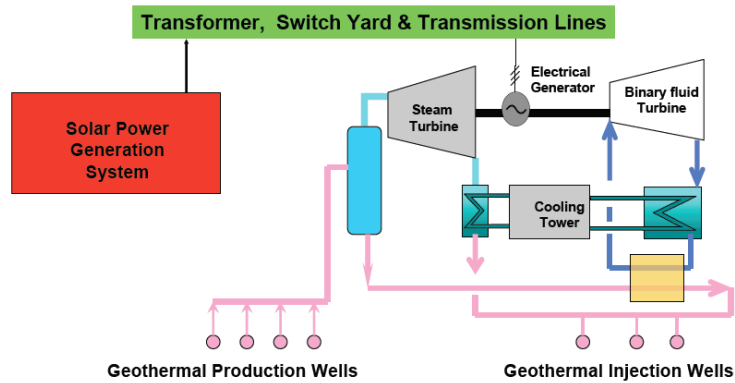 Transformer, Switch Yard & Transmission Lines
Electrical
Generator
Solar Power
Generation
System
Steam
Turbine
Binary fluid
Turbine
Cooling
Tower
Geothermal Production Wells
Geothermal Injection Wells